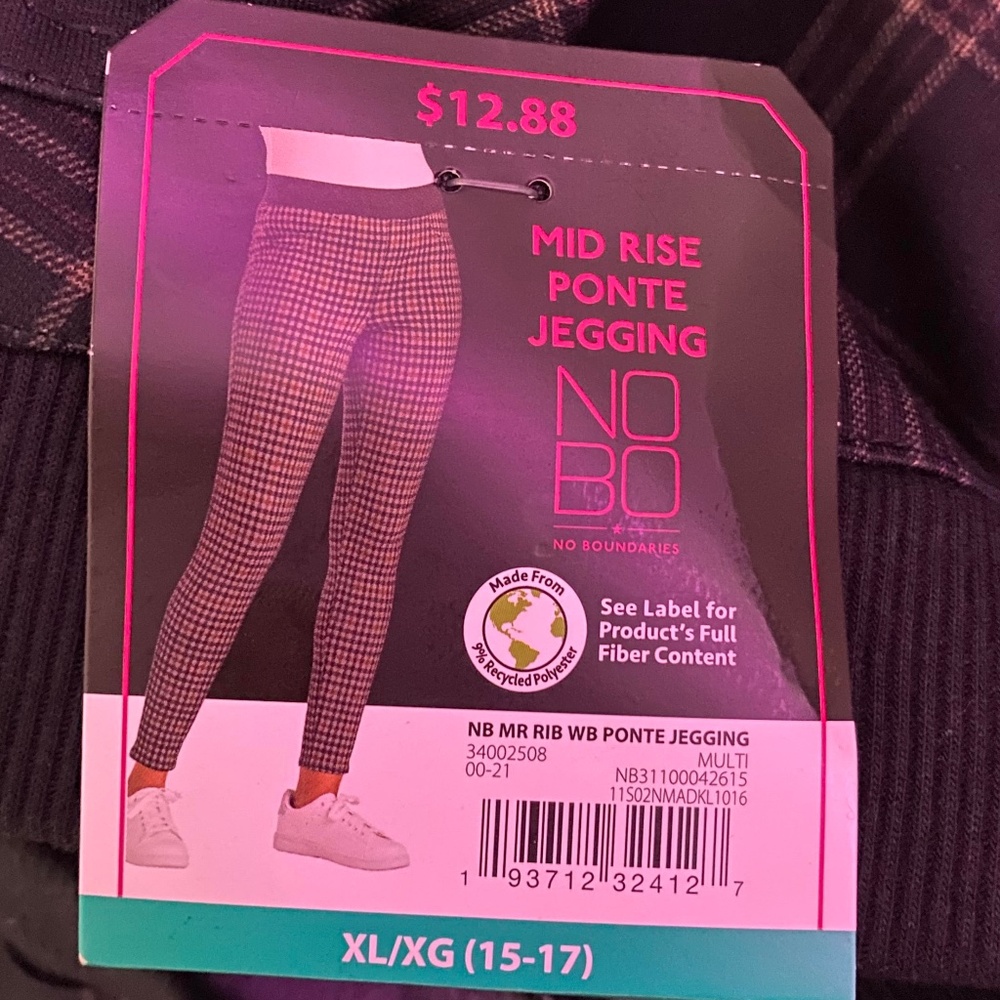 $12.88
MID RISE
PONTE
JEGGING
NO
BO
NO BOUNDARIES
Made From
9% Recycled Polyester
See Label for
Product's Full
Fiber Content
NB MR RIB WB PONTE JEGGING
34002508 MULTI
00-21 NB31100042615
11S02NMADKL1016
1 93712 32412 7
XL/XG (15-17)